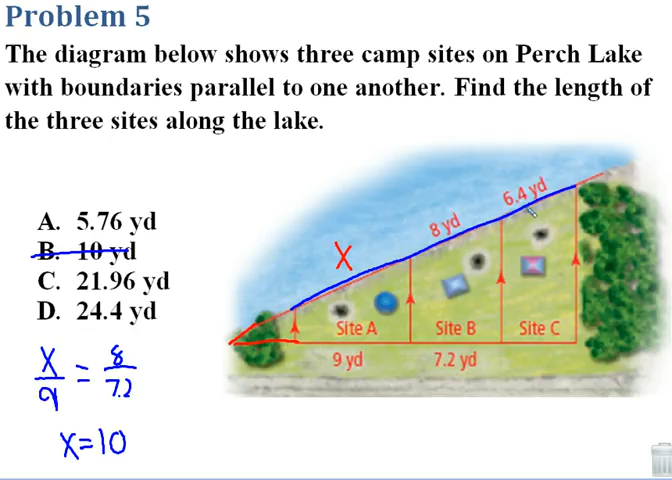 Problem 5
The diagram below shows three camp sites on Perch Lake
with boundaries parallel to one another. Find the length of
the three sites along the lake.
A. 5.76 yd
B. 10 yd
C. 21.96 yd
D. 24.4 yd
X
8 yd
6.4 yd
Site A
Site B
Site C
9 yd
7.2 yd
x/9 = 8/7.2
x=10